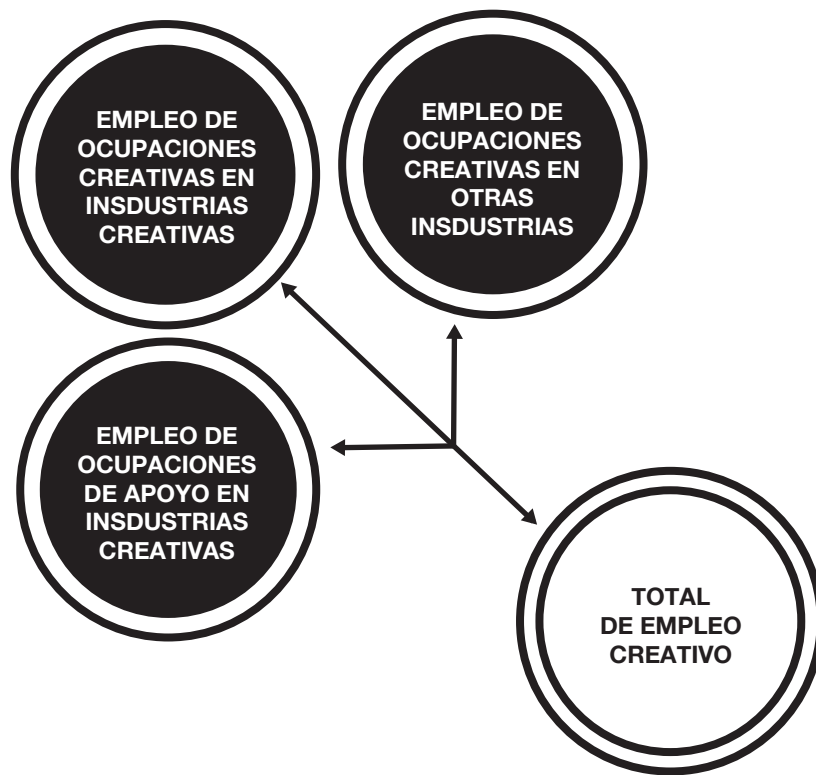 EMPLEO DE
OCUPACIONES
CREATIVAS EN
INSDUSTRIAS
CREATIVAS
EMPLEO DE
OCUPACIONES
CREATIVAS EN
OTRAS
INSDUSTRIAS
EMPLEO DE
OCUPACIONES
DE APOYO EN
INSDUSTRIAS
CREATIVAS
TOTAL
DE EMPLEO
CREATIVO